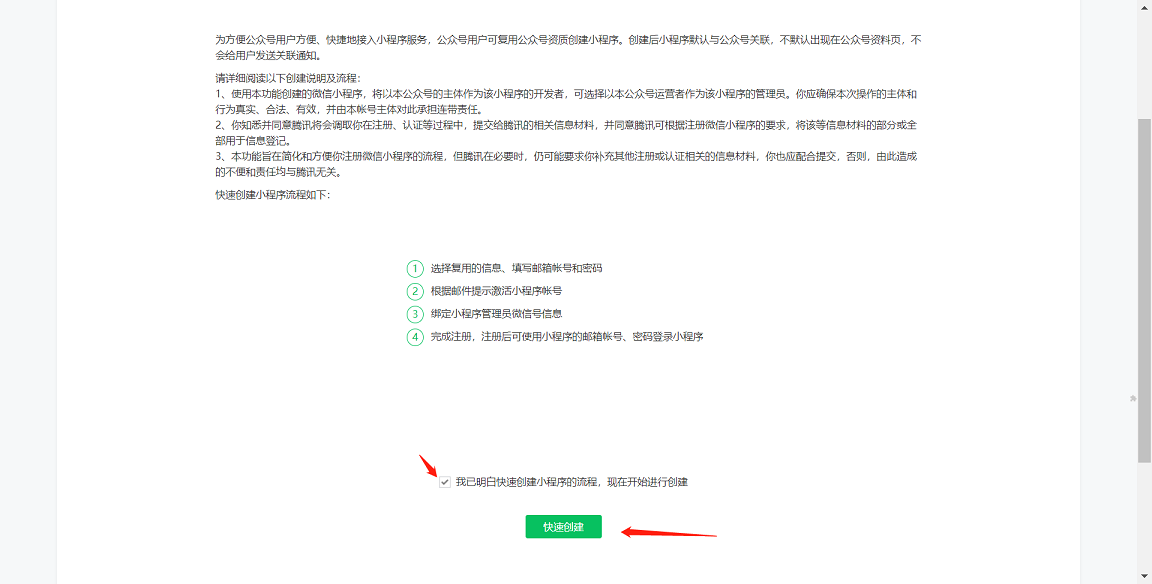 为方便公众号用户方便、快捷地接入小程序服务，公众号用户可复用公众号资质创建小程序。创建后小程序默认与公众号关联，不默认出现在公众号资料页，不
会给用户发送关联通知。
请详细阅读以下创建说明及流程：
1、使用本功能创建的微信小程序，将以本公众号的主体作为该小程序的开发者，可选择以本公众号运营者作为该小程序的管理员。你应确保本次操作的主体和
行为真实、合法、有效，并由本帐号主体对此承担连带责任。
2、你知悉并同意腾讯将会调取你在注册、认证等过程中，提交给腾讯的相关信息材料，并同意腾讯可根据注册微信小程序的要求，将该等信息材料的部分或全
部用于信息登记。
3、本功能旨在简化和方便你注册微信小程序的流程，但腾讯在必要时，仍可能要求你补充其他注册或认证相关的信息材料，你也应配合提交，否则，由此造成
的不便和责任均与腾讯无关。
快速创建小程序流程如下：
1 选择复用的信息、填写邮箱帐号和密码
2 根据邮件提示激活小程序帐号
3 绑定小程序管理员微信号信息
4 完成注册，注册后可使用小程序的邮箱帐号、密码登录小程序
我已明白快速创建小程序的流程，现在开始进行创建
快速创建